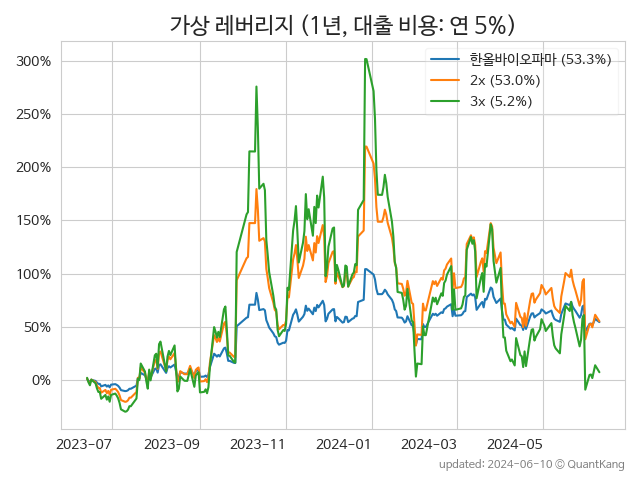 가상 레버리지 (1년, 대출 비용: 연 5%)
한올바이오파마 (53.3%)
2x (53.0%)
3x (5.2%)
300%
250%
200%
150%
100%
50%
0%
2023-07 2023-09 2023-11 2024-01 2024-03 2024-05
updated: 2024-06-10 ⓒ QuantKang